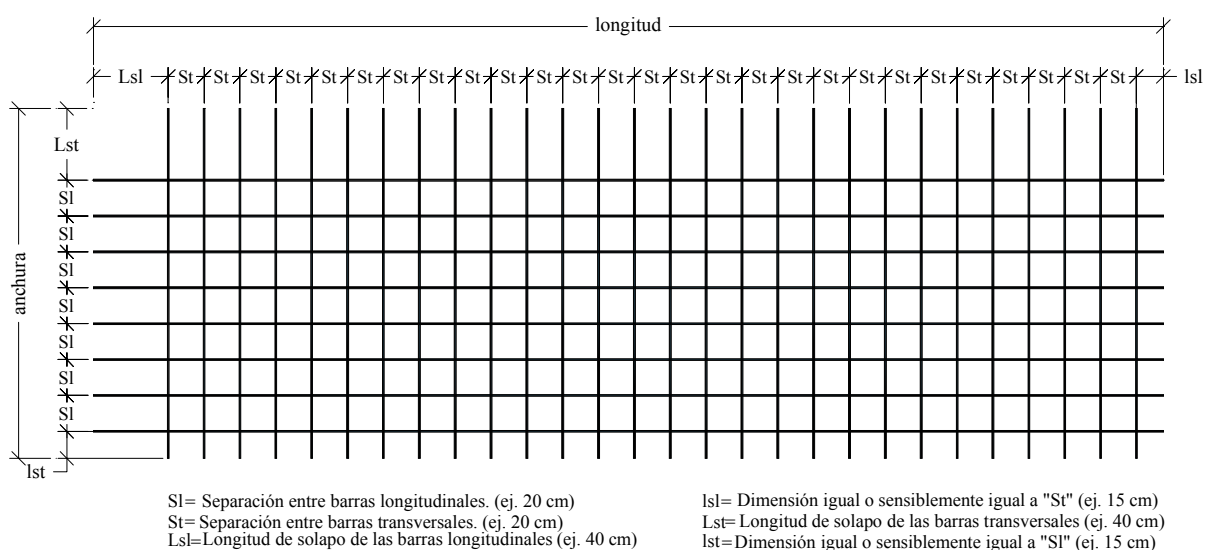 longitud
Lsl St St St St St St St St St St St St St St St St St St St St St St St St St St St lsl
Lst
Sl
Sl
Sl
Sl
Sl
Sl
Sl
anchura
lst
Sl= Separación entre barras longitudinales. (ej. 20 cm)
St= Separación entre barras transversales. (ej. 20 cm)
Lsl=Longitud de solapo de las barras longitudinales (ej. 40 cm)
lsl= Dimensión igual o sensiblemente igual a "St" (ej. 15 cm)
Lst= Longitud de solapo de las barras transversales (ej. 40 cm)
lst=Dimensión igual o sensiblemente igual a "Sl" (ej. 15 cm)